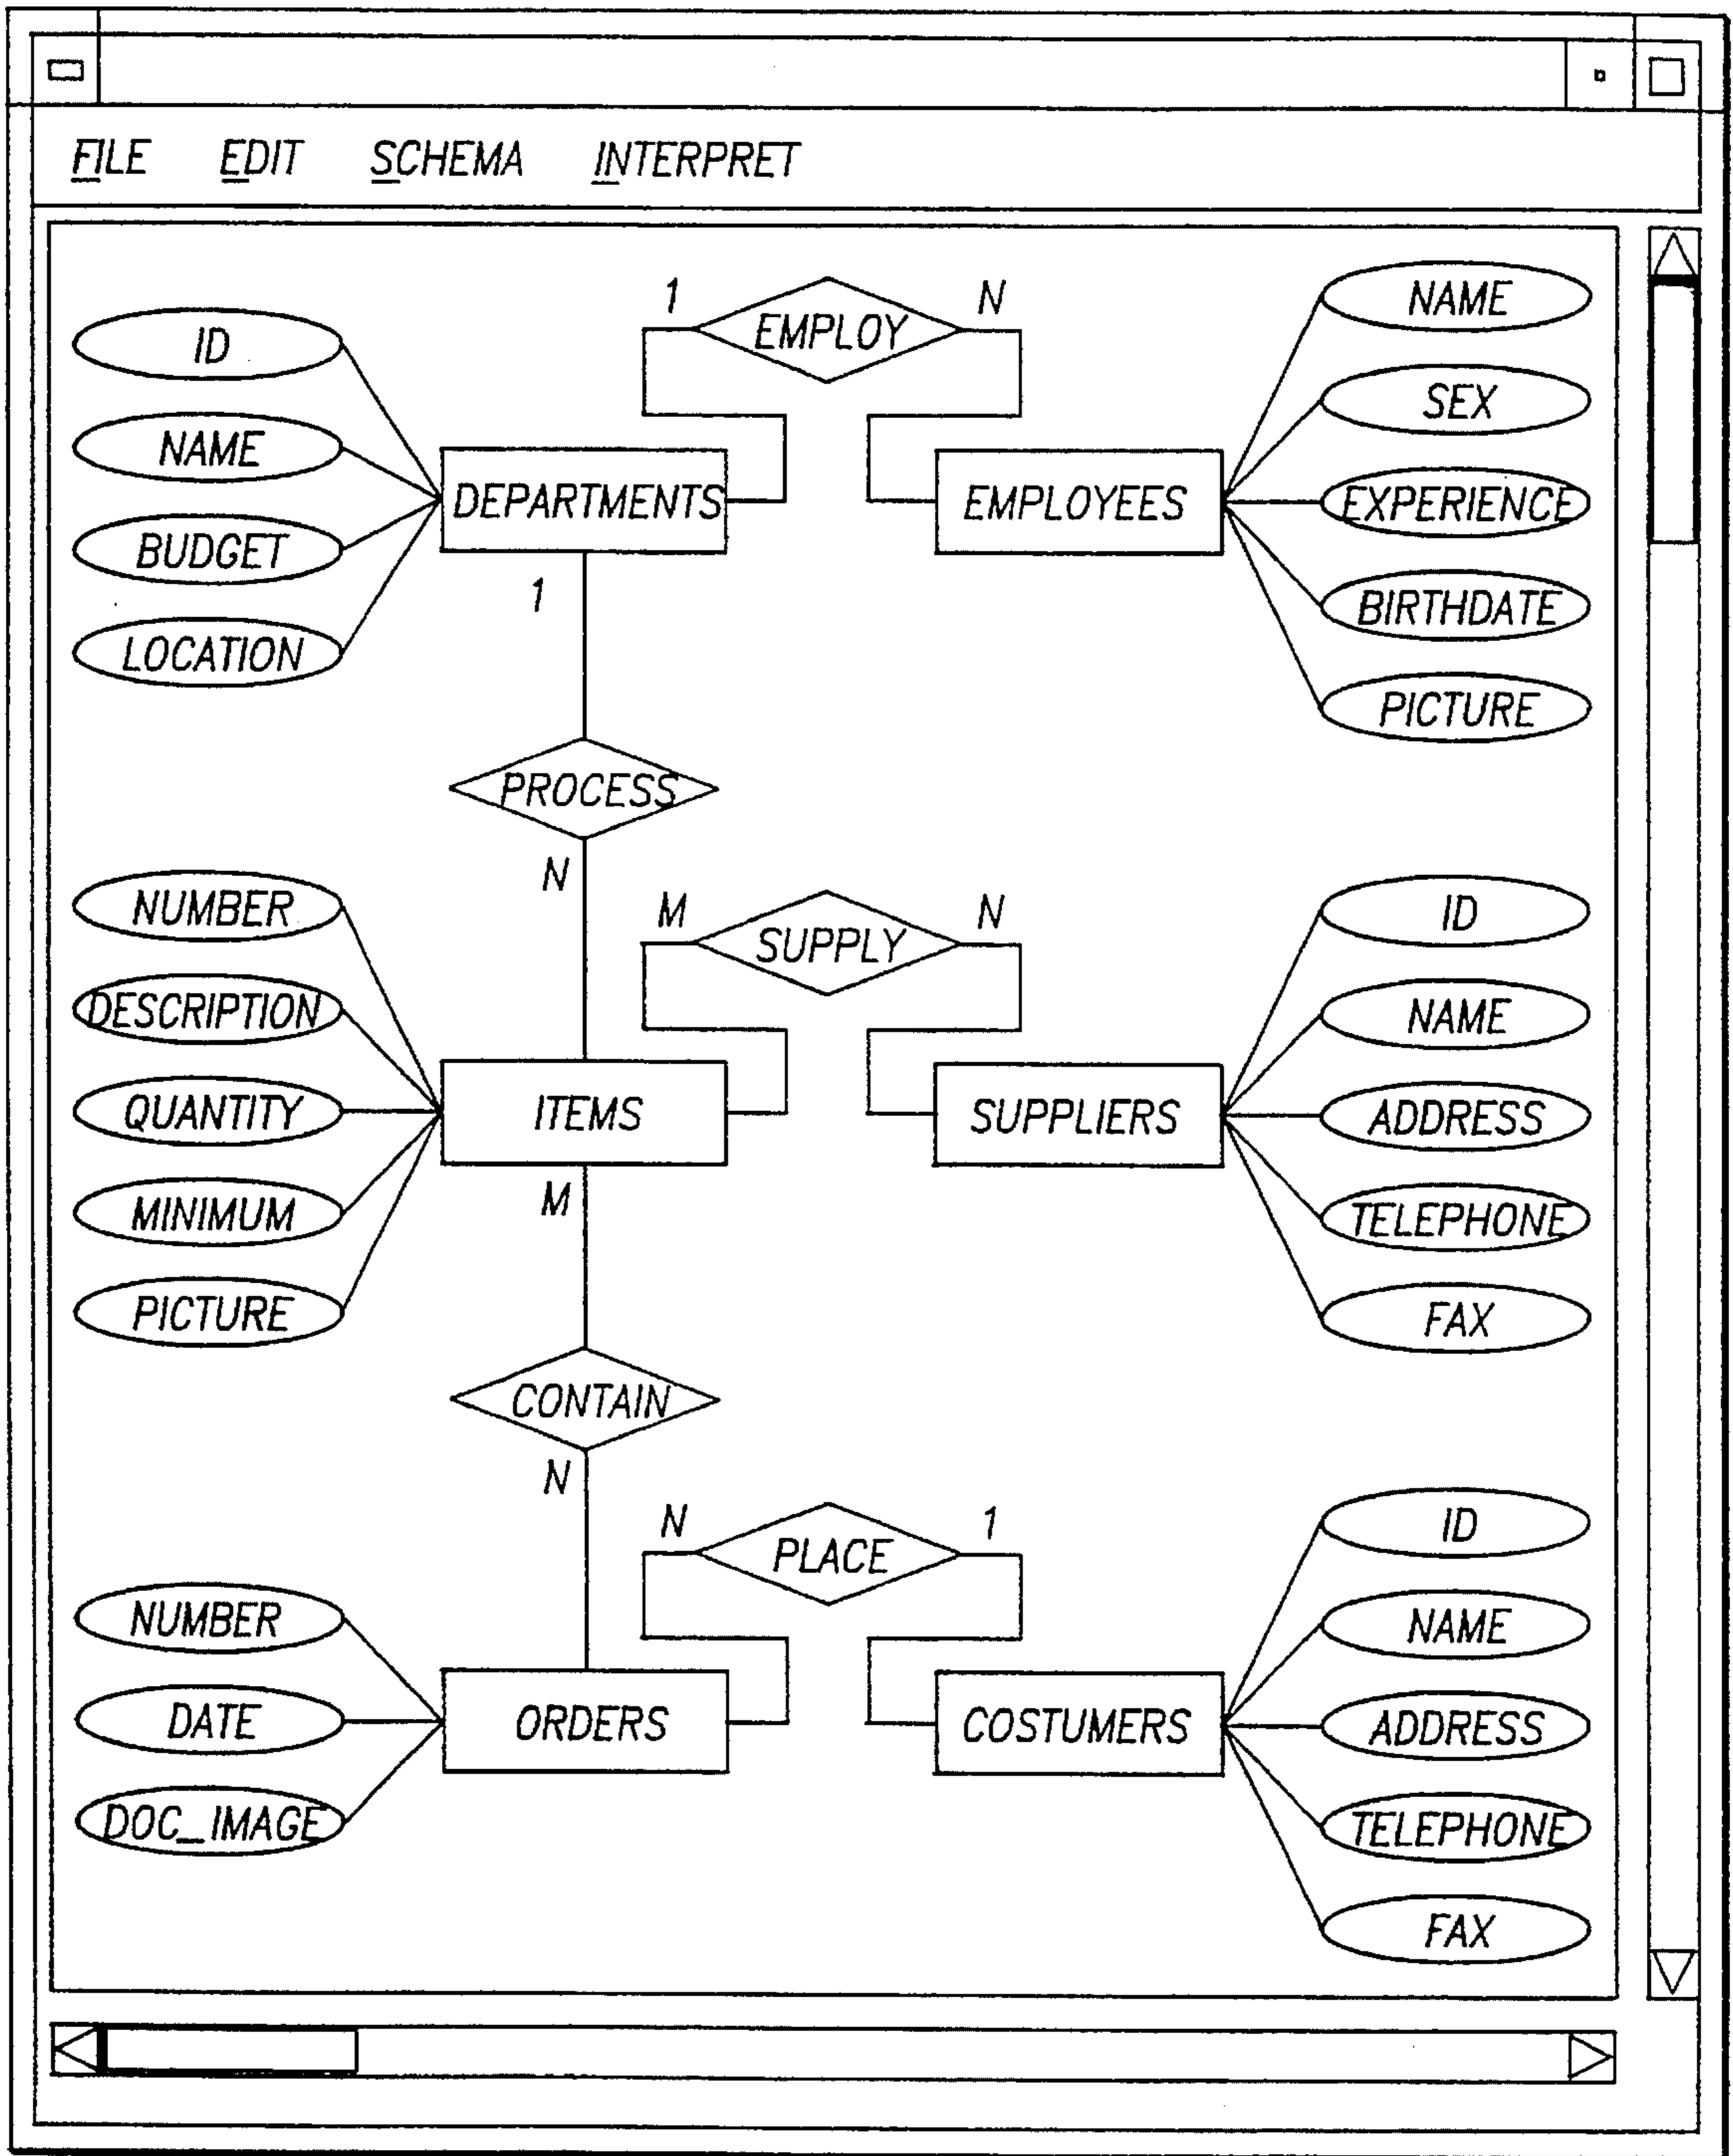 FILE EDIT SCHEMA INTERPRET
1 EMPLOY N
ID
NAME
BUDGET
LOCATION
DEPARTMENTS
EMPLOYEES
NAME
SEX
EXPERIENCE
BIRTHDATE
PICTURE
1
PROCESS
N
M SUPPLY N
NUMBER
DESCRIPTION
QUANTITY
MINIMUM
PICTURE
ITEMS
SUPPLIERS
ID
NAME
ADDRESS
TELEPHONE
FAX
M
CONTAIN
N
N PLACE 1
NUMBER
DATE
DOC_IMAGE
ORDERS
COSTUMERS
ID
NAME
ADDRESS
TELEPHONE
FAX